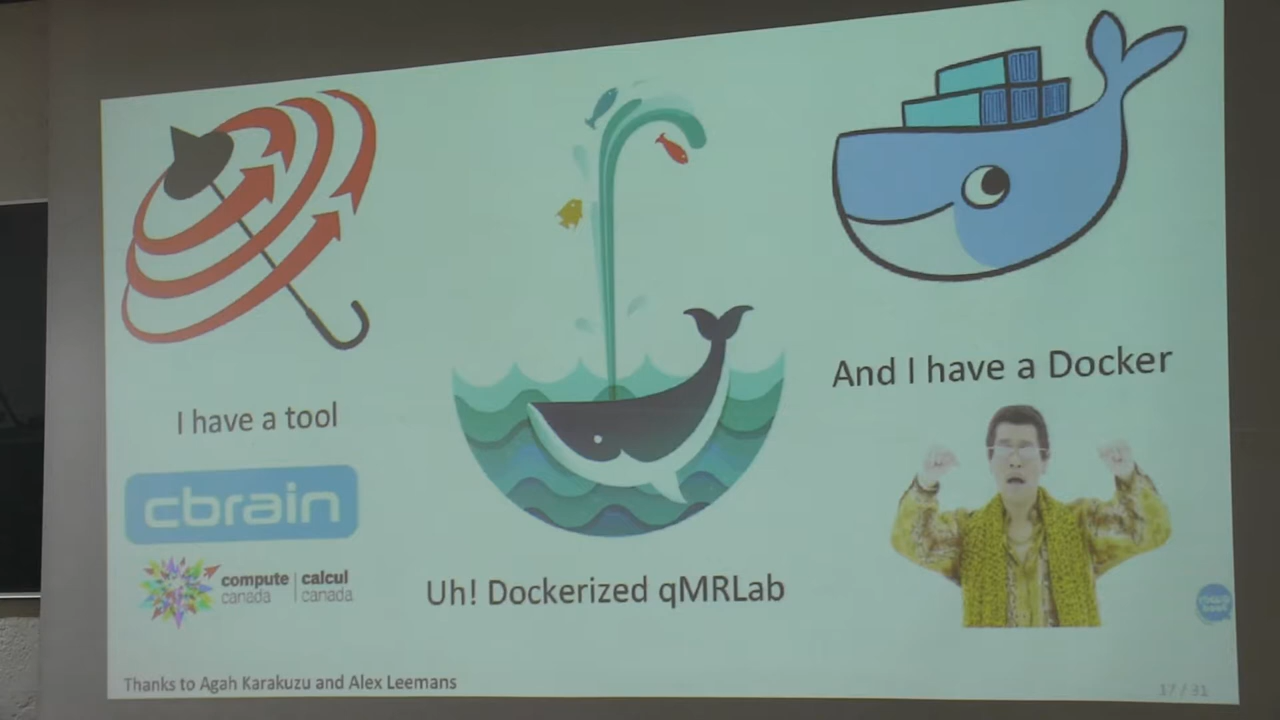 I have a tool
cbrain
compute canada | calcul canada
Uh! Dockerized qMRLab
And I have a Docker
Thanks to Agah Karakuzu and Alex Leemans
17 / 31